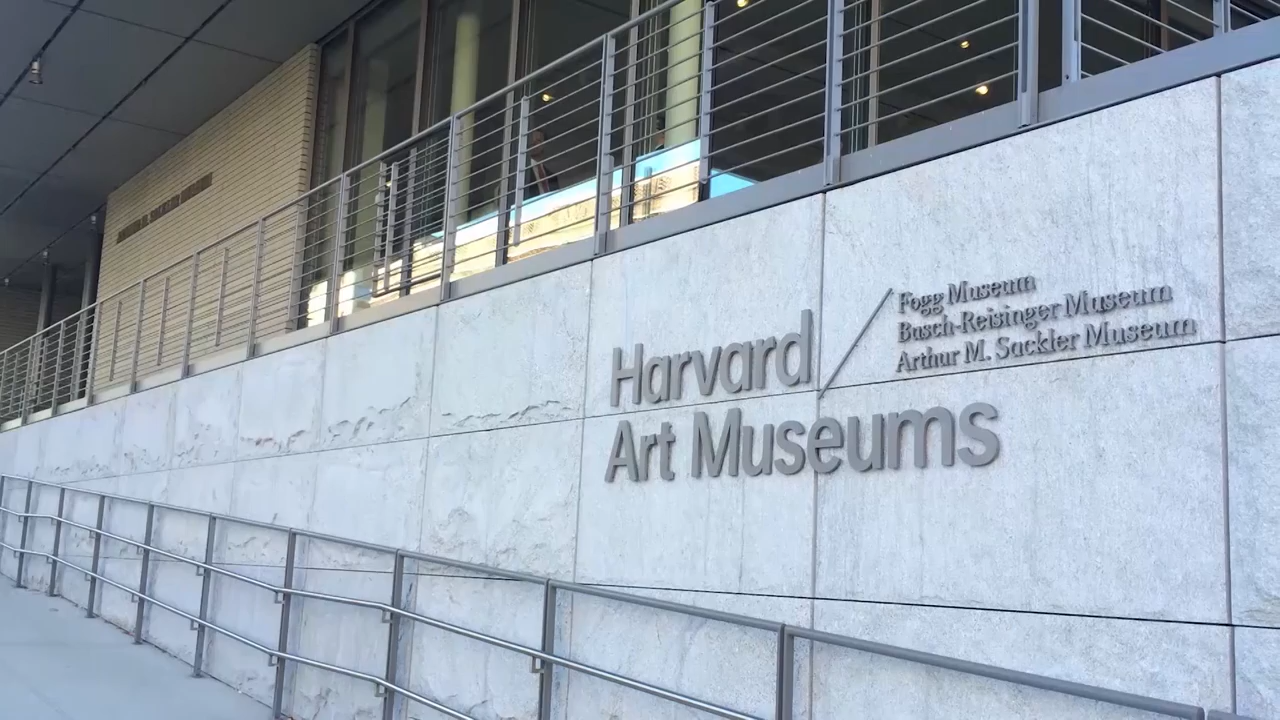 Harvard
Art Museums
Fogg Museum
Busch-Reisinger Museum
Arthur M. Sackler Museum